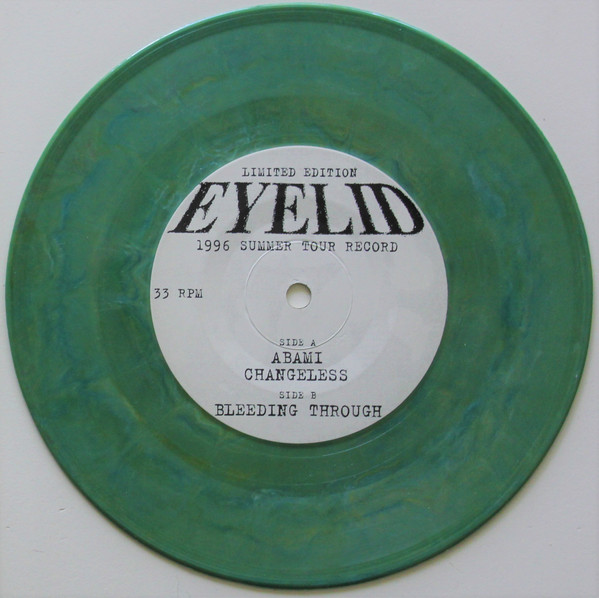 LIMITED EDITION
EYELID
1996 SUMMER TOUR RECORD
33 RPM
SIDE A
ABAMI
CHANGELESS
SIDE B
BLEEDING THROUGH